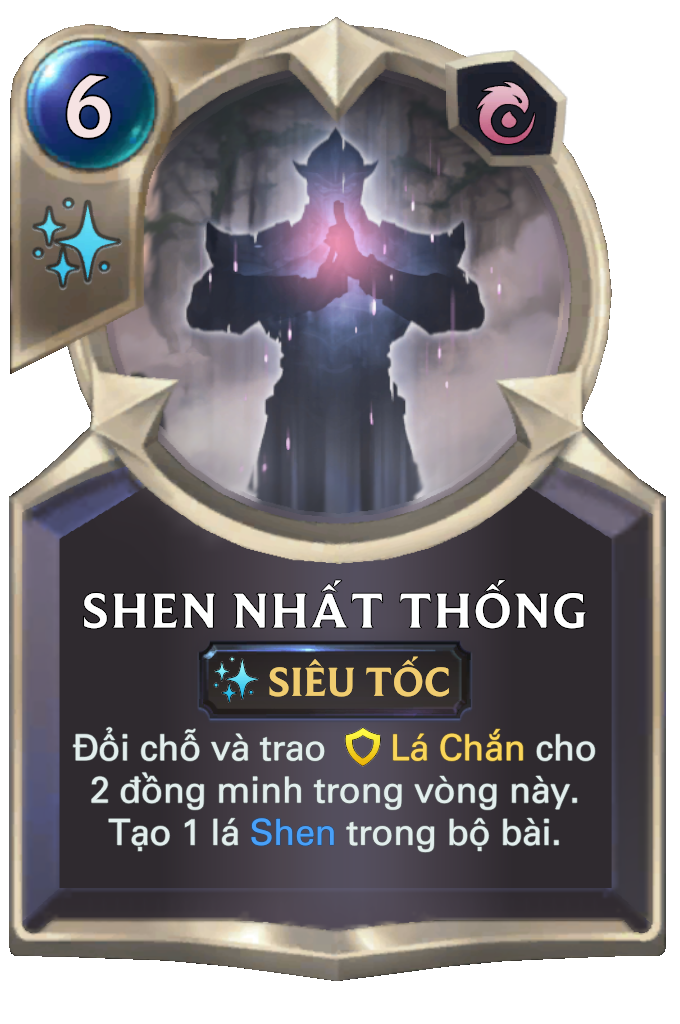 6
SHEN NHẤT THỐNG
SIÊU TỐC
Đổi chỗ và trao Lá Chắn cho
2 đồng minh trong vòng này.
Tạo 1 lá Shen trong bộ bài.